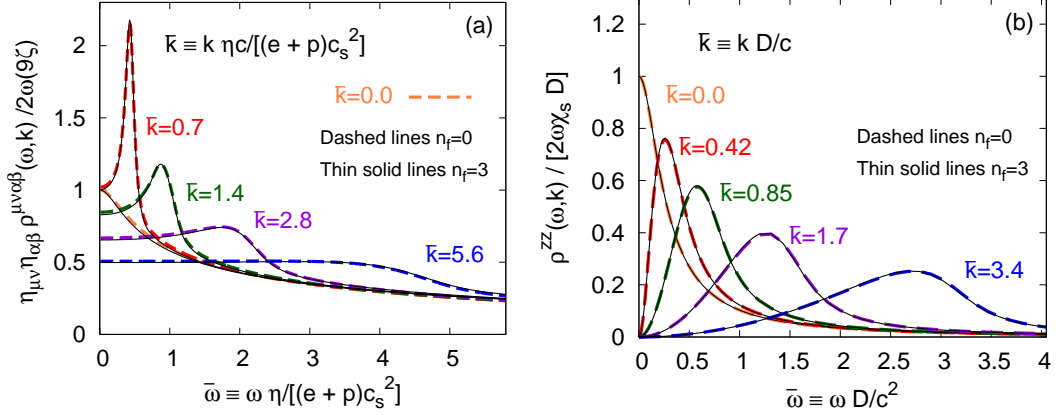 (a)
k̄ ≡ k ηc/[(e + p)c_s^2]
k̄=0.0
k̄=0.7
Dashed lines n_f=0
Thin solid lines n_f=3
k̄=1.4
k̄=2.8
k̄=5.6
η_μν η_αβ ρ^μναβ(ω,k) /2ω(9ζ)
0
0.5
1
1.5
2
0
1
2
3
4
5
ω̄ ≡ ω η/[(e + p)c_s^2]
(b)
k̄ ≡ k D/c
k̄=0.0
k̄=0.42
Dashed lines n_f=0
Thin solid lines n_f=3
k̄=0.85
k̄=1.7
k̄=3.4
ρ^zz(ω,k) / [2ωχ_s D]
0
0.2
0.4
0.6
0.8
1
1.2
0
0.5
1
1.5
2
2.5
3
3.5
4
ω̄ ≡ ω D/c^2